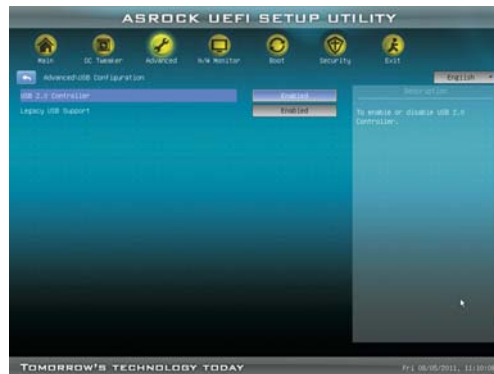 ASROCK UEFI SETUP UTILITY
Main OC Tweaker Advanced H/W Monitor Boot Security Exit
Advanced\USB Configuration
English
USB 2.0 Controller Enabled
Legacy USB Support Enabled
Description
To enable or disable USB 2.0
Controller.
TOMORROW'S TECHNOLOGY TODAY
Fri 08/05/2011,